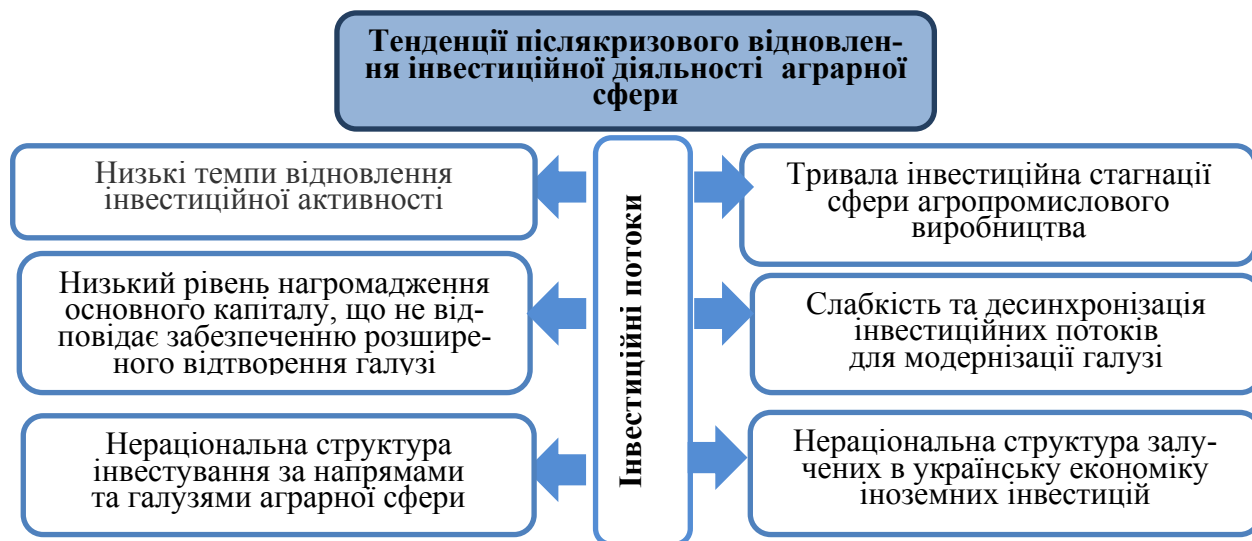 Тенденції післякризового відновлен-
ня інвестиційної діяльності аграрної
сфери
Низькі темпи відновлення
інвестиційної активності
Низький рівень нагромадження
основного капіталу, що не від-
повідає забезпеченню розшире-
ного відтворення галузі
Нераціональна структура
інвестування за напрямами
та галузями аграрної сфери
Інвестиційні потоки
Тривала інвестиційна стагнації
сфери агропромислового
виробництва
Слабкість та десинхронізація
інвестиційних потоків
для модернізації галузі
Нераціональна структура залу-
чених в українську економіку
іноземних інвестицій